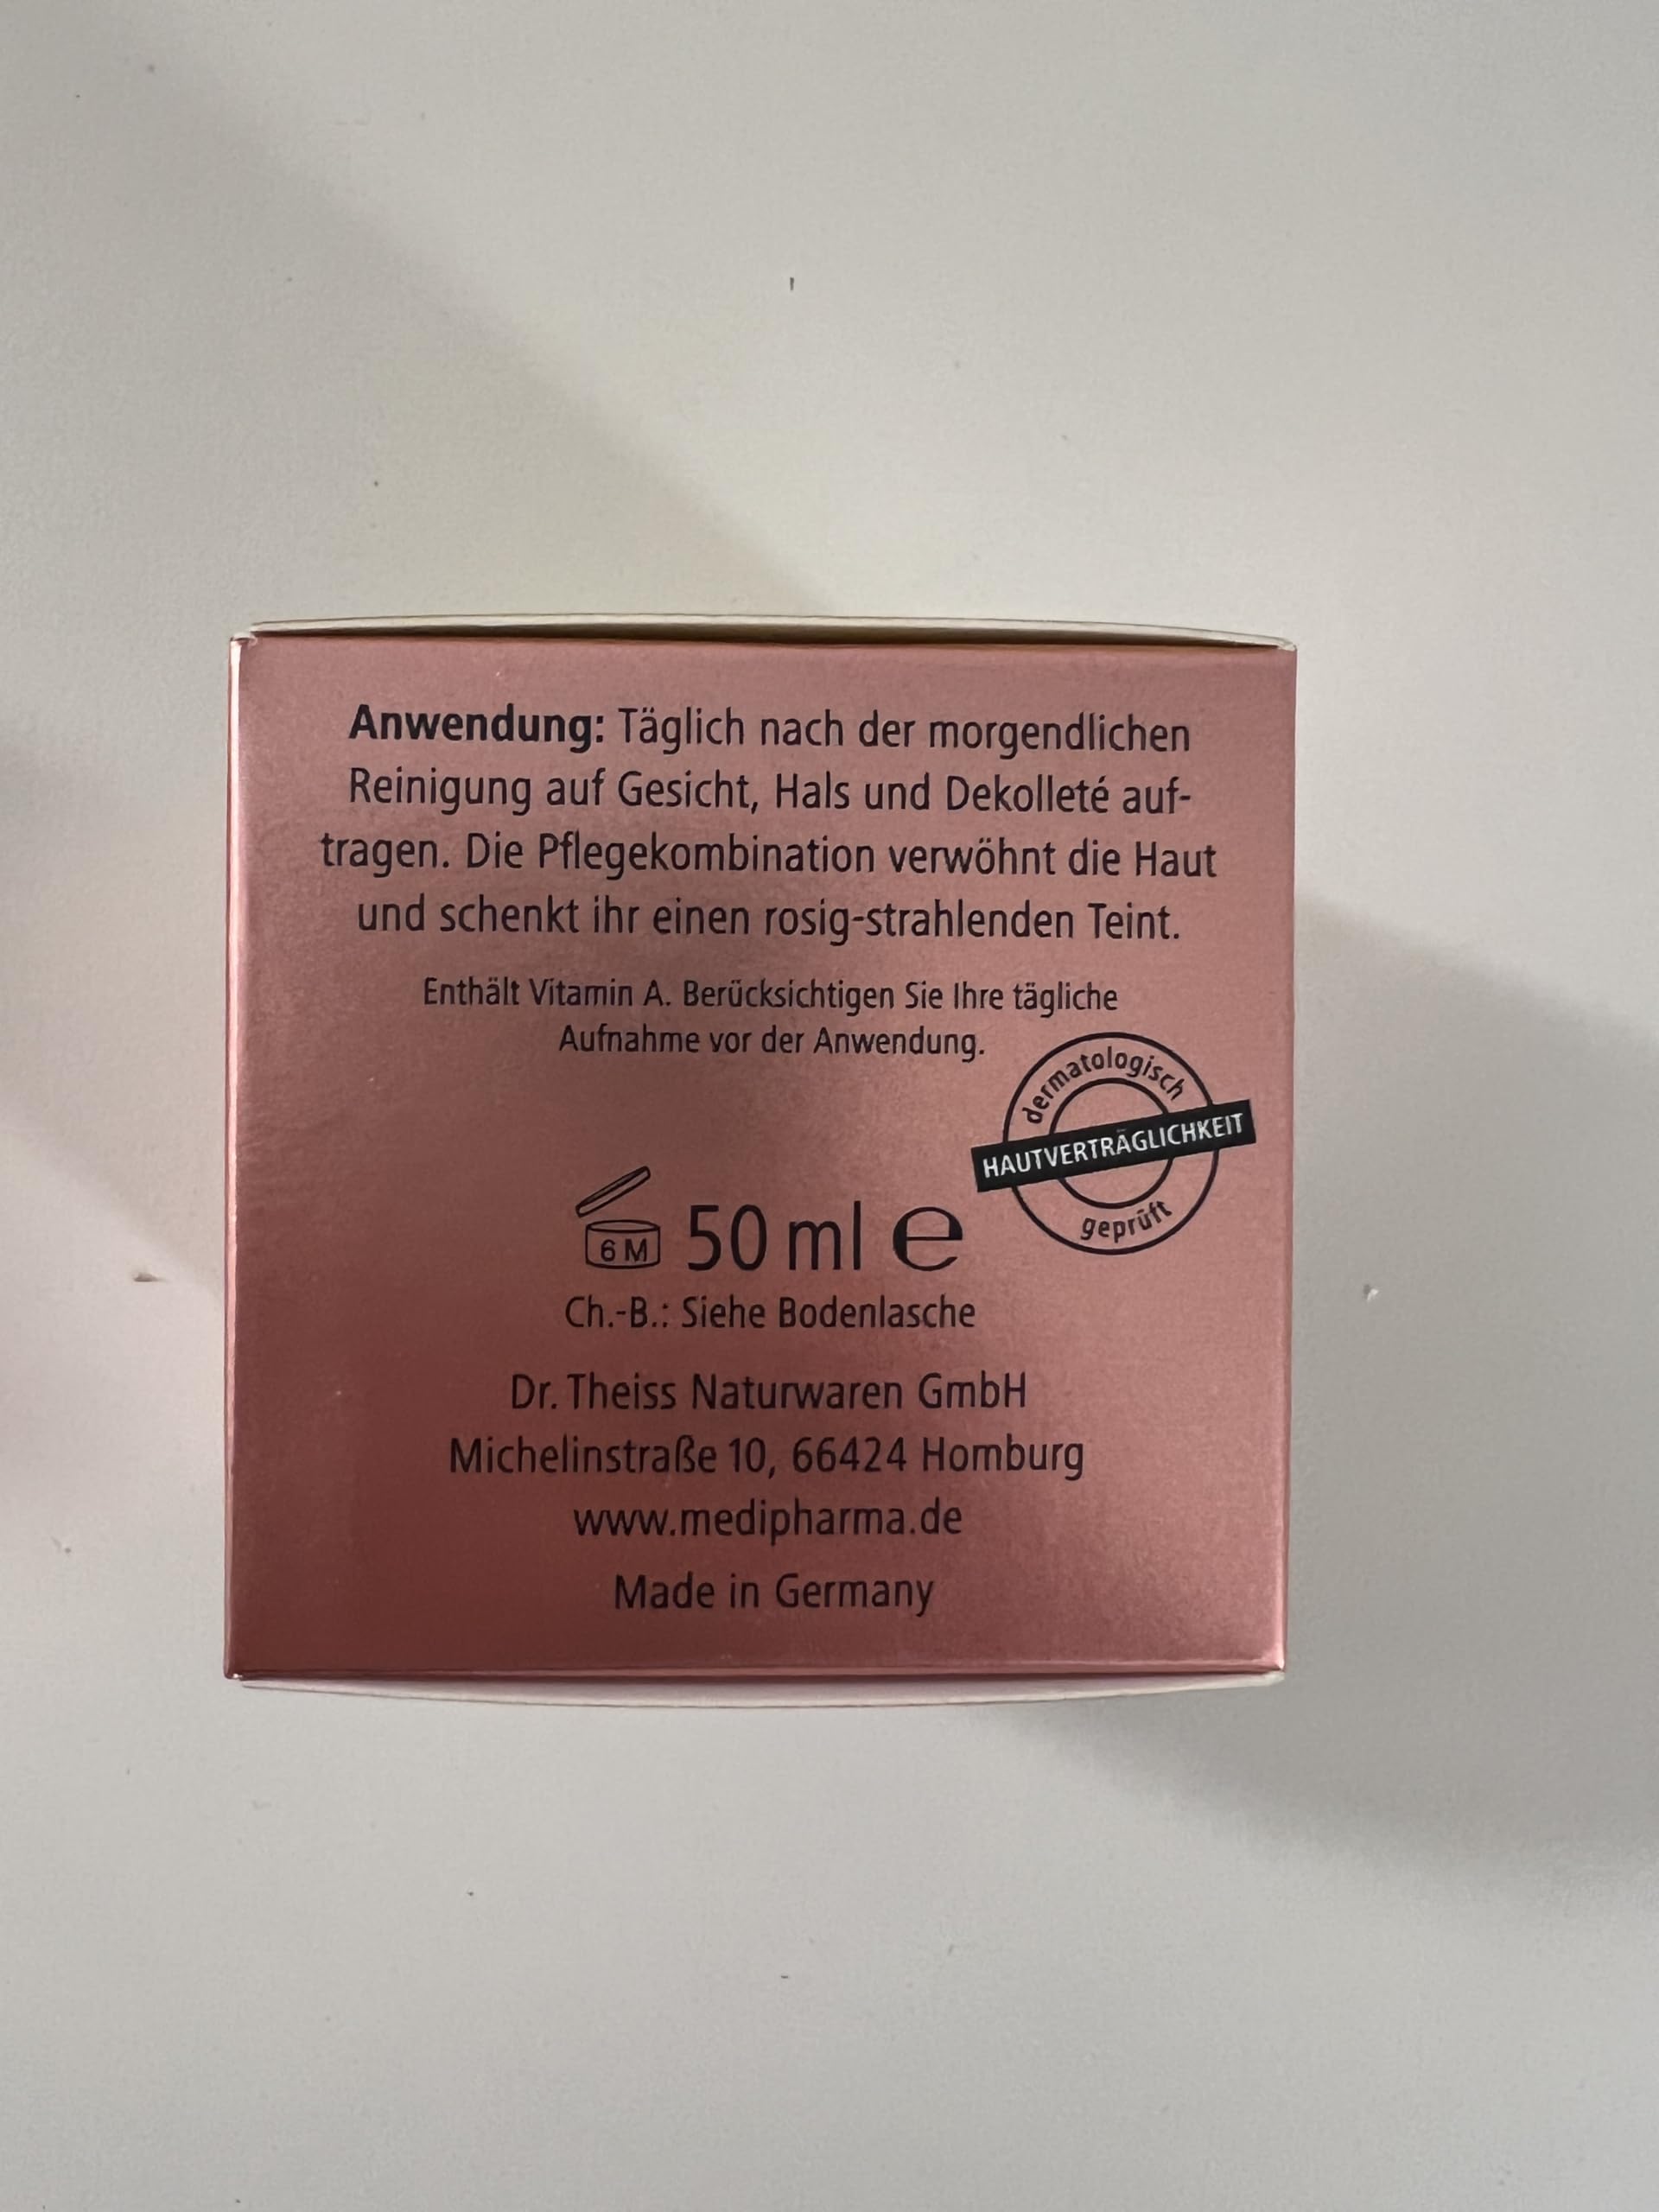 Anwendung: Täglich nach der morgendlichen
Reinigung auf Gesicht, Hals und Dekolleté auf-
tragen. Die Pflegekombination verwöhnt die Haut
und schenkt ihr einen rosig-strahlenden Teint.
Enthält Vitamin A. Berücksichtigen Sie Ihre tägliche
Aufnahme vor der Anwendung.
dermatologisch
HAUTVERTRÄGLICHKEIT
geprüft
6 M 50 ml e
Ch.-B.: Siehe Bodenlasche
Dr. Theiss Naturwaren GmbH
Michelinstraße 10, 66424 Homburg
www.medipharma.de
Made in Germany